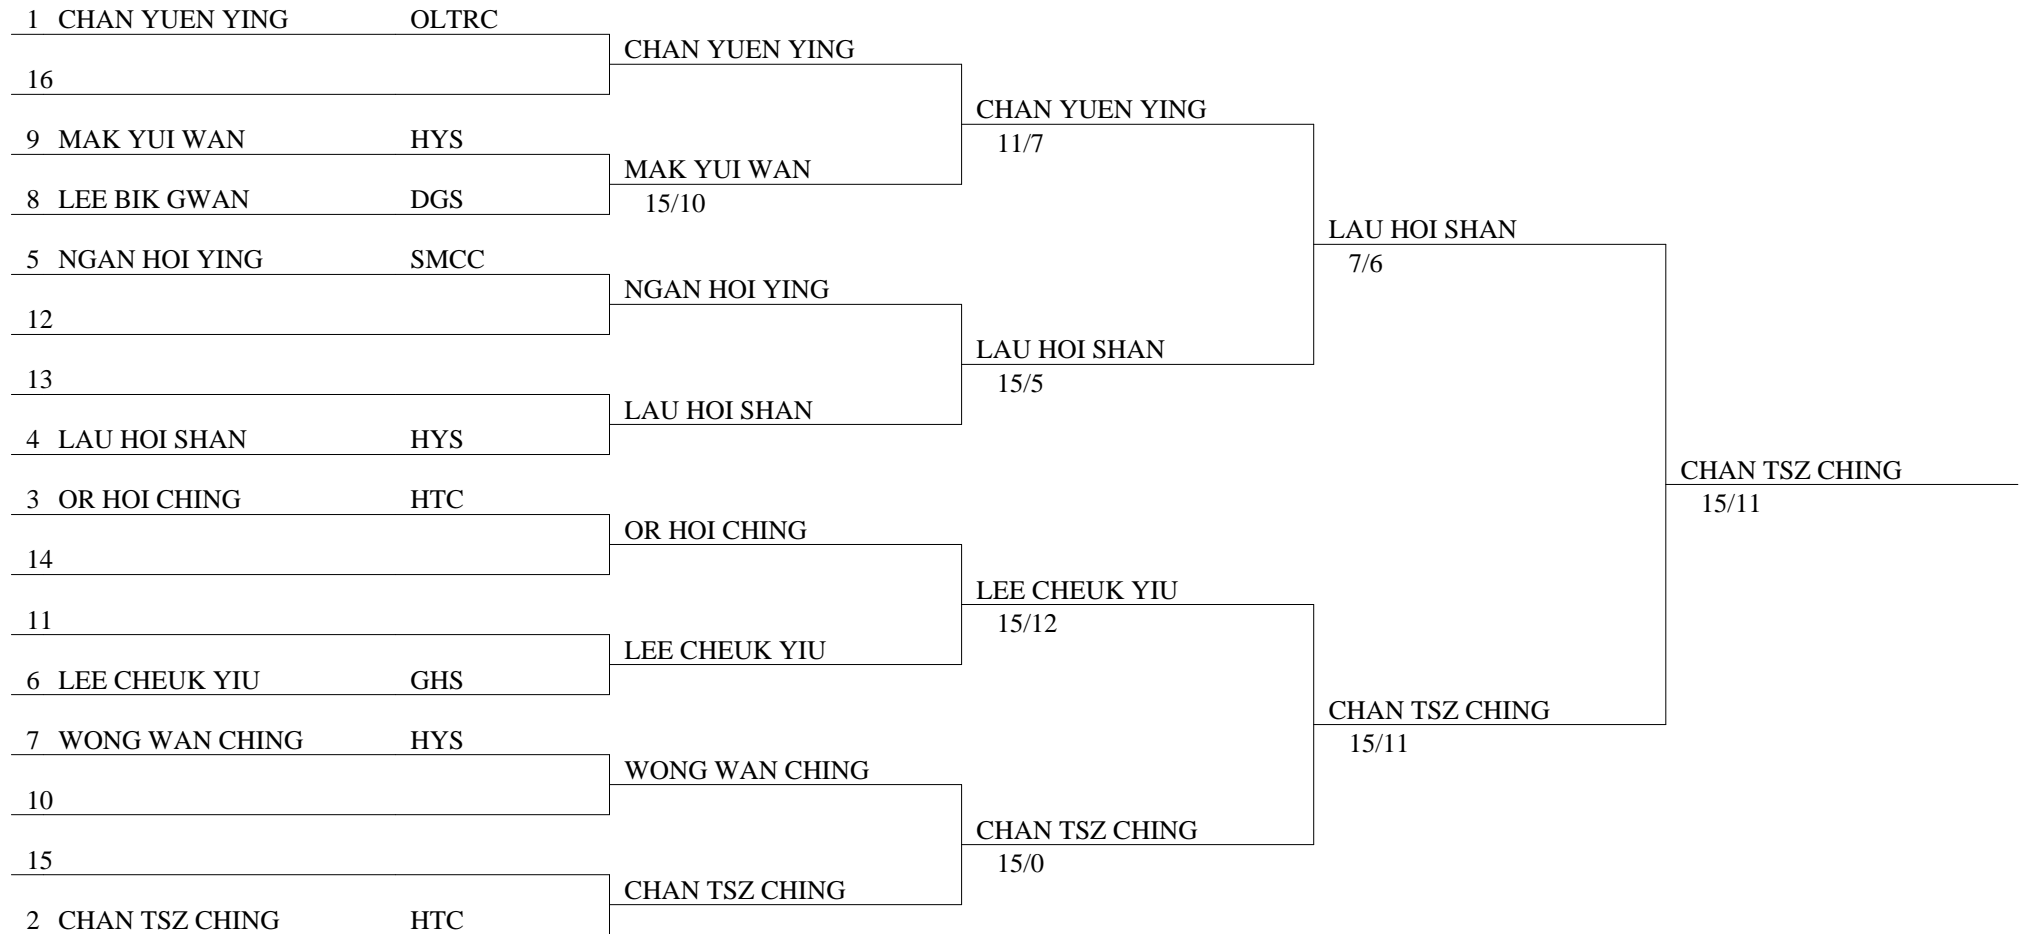 1 CHAN YUEN YING OLTRC
CHAN YUEN YING
16
CHAN YUEN YING
11/7
9 MAK YUI WAN HYS
MAK YUI WAN
15/10
8 LEE BIK GWAN DGS
LAU HOI SHAN
7/6
5 NGAN HOI YING SMCC
NGAN HOI YING
12
LAU HOI SHAN
15/5
13
LAU HOI SHAN
4 LAU HOI SHAN HYS
CHAN TSZ CHING
15/11
3 OR HOI CHING HTC
OR HOI CHING
14
LEE CHEUK YIU
15/12
11
LEE CHEUK YIU
6 LEE CHEUK YIU GHS
CHAN TSZ CHING
15/11
7 WONG WAN CHING HYS
WONG WAN CHING
10
CHAN TSZ CHING
15/0
15
CHAN TSZ CHING
2 CHAN TSZ CHING HTC